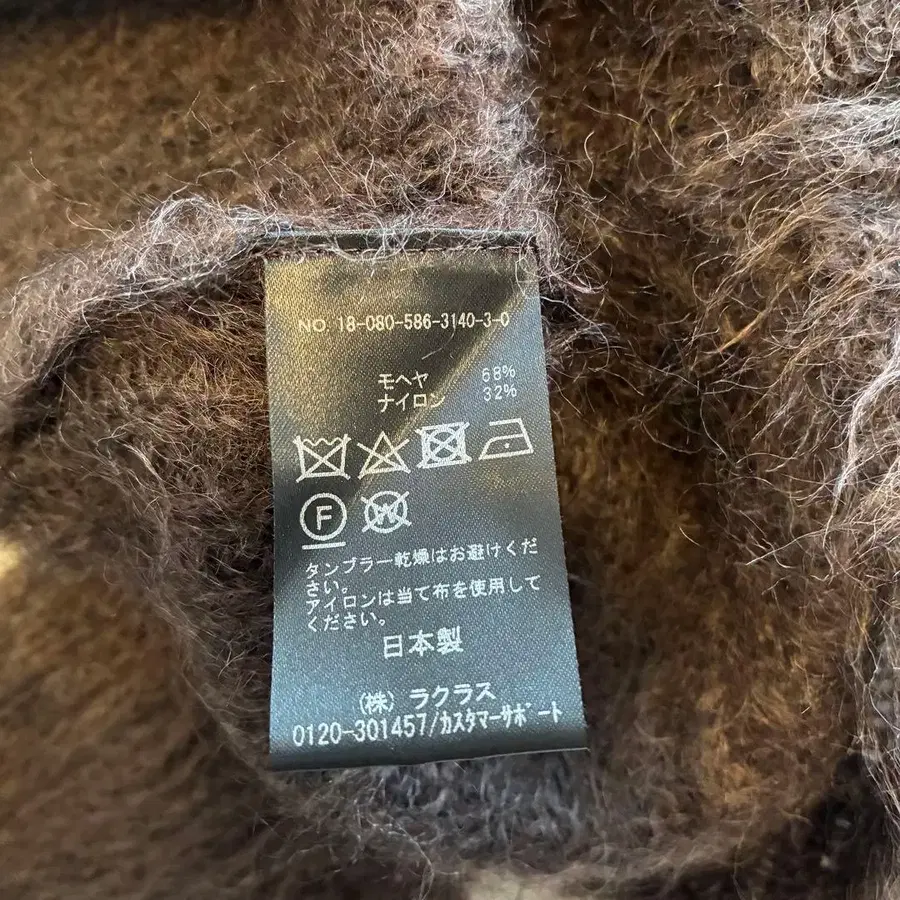 NO 18-080-586-3140-3-0
モヘヤ 68%
ナイロン 32%
F W
タンブラー乾燥はお避けくだ
さい。
アイロンは当て布を使用して
ください。
日本製
(株) ラクラス
0120-301457/ｶｽﾀﾏｰｻﾎﾟｰﾄ